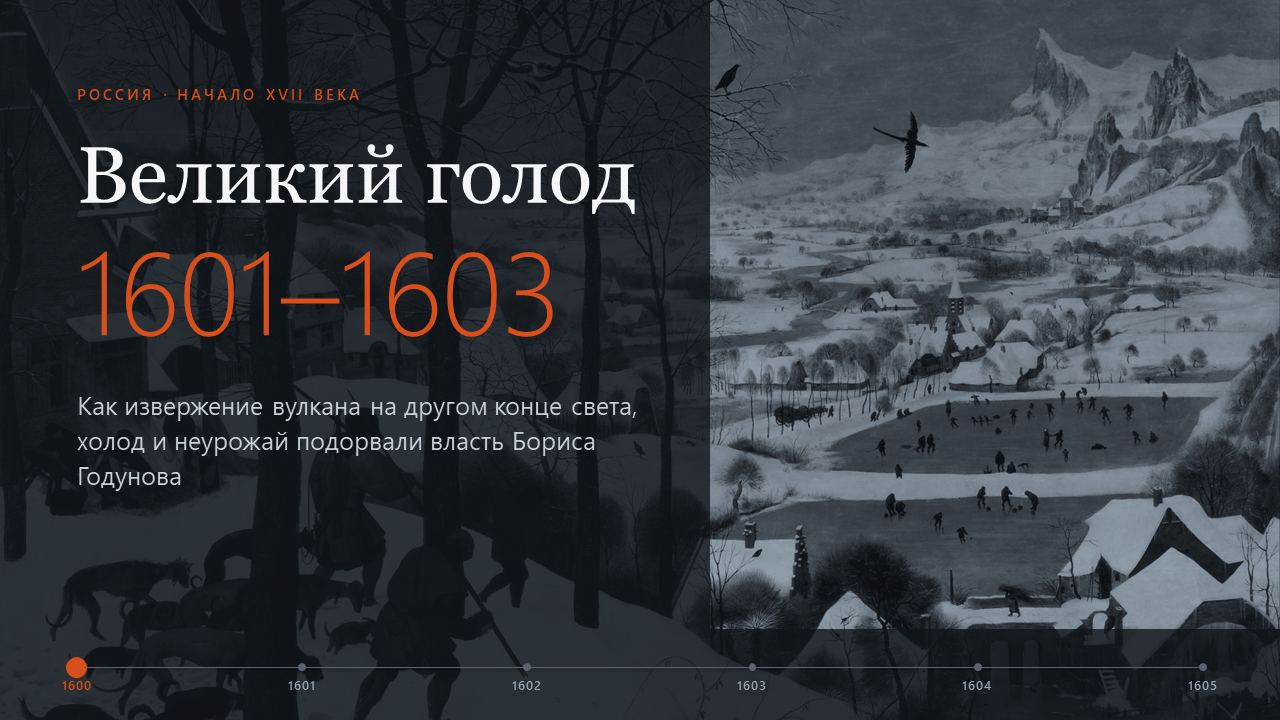 РОССИЯ · НАЧАЛО XVII ВЕКА
Великий голод
1601–1603
Как извержение вулкана на другом конце света,
холод и неурожай подорвали власть Бориса
Годунова
1600 1601 1602 1603 1604 1605